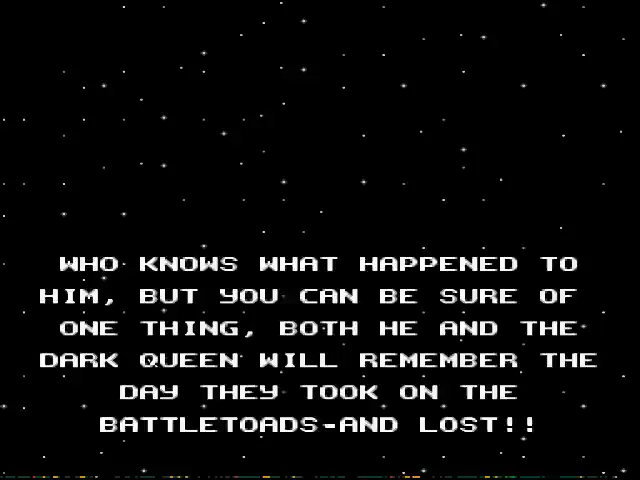 WHO KNOWS WHAT HAPPENED TO
HIM, BUT YOU CAN BE SURE OF
ONE THING, BOTH HE AND THE
DARK QUEEN WILL REMEMBER THE
DAY THEY TOOK ON THE
BATTLETOADS-AND LOST!!